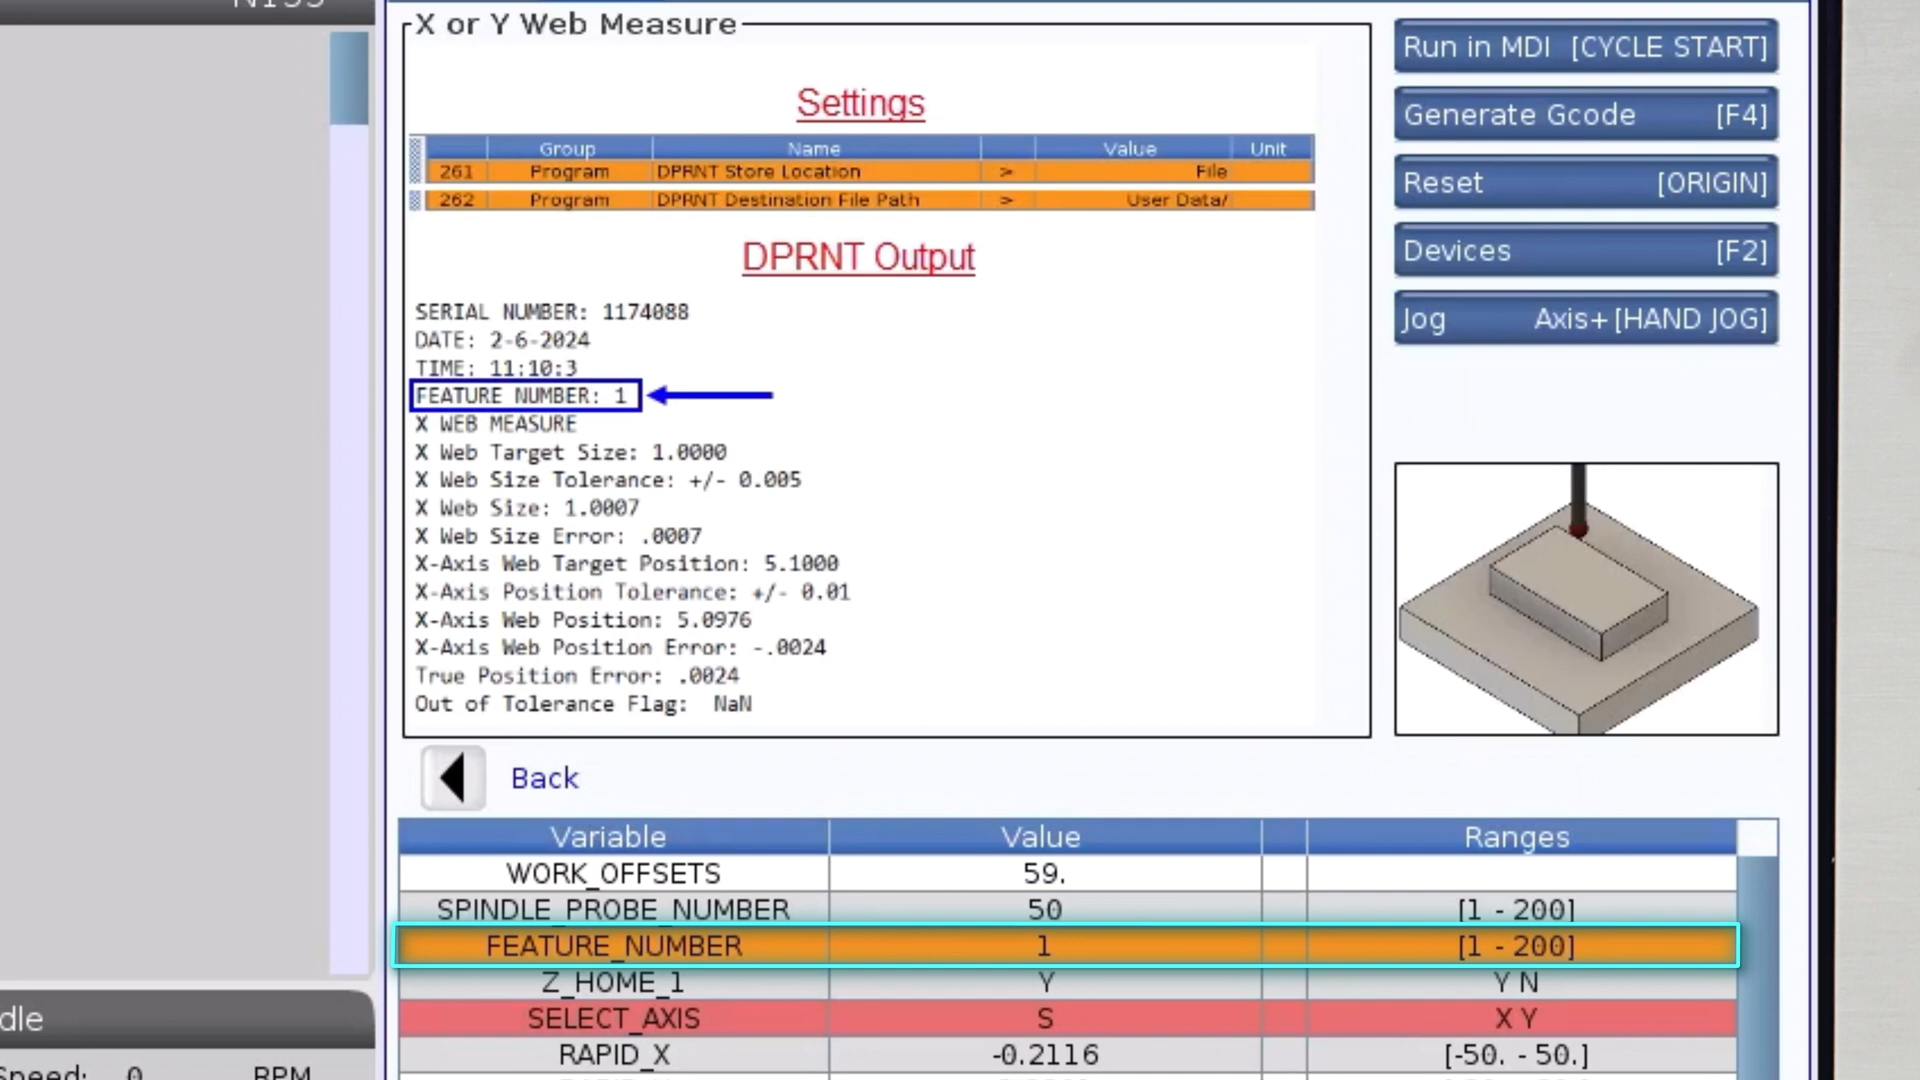 X or Y Web Measure
Settings
Group Name Value Unit
261 Program DPRNT Store Location > File
262 Program DPRNT Destination File Path > User Data/
DPRNT Output
SERIAL NUMBER: 1174088
DATE: 2-6-2024
TIME: 11:10:3
FEATURE NUMBER: 1
X WEB MEASURE
X Web Target Size: 1.0000
X Web Size Tolerance: +/- 0.005
X Web Size: 1.0007
X Web Size Error: .0007
X-Axis Web Target Position: 5.1000
X-Axis Position Tolerance: +/- 0.01
X-Axis Web Position: 5.0976
X-Axis Web Position Error: -.0024
True Position Error: .0024
Out of Tolerance Flag: NaN
Run in MDI [CYCLE START]
Generate Gcode [F4]
Reset [ORIGIN]
Devices [F2]
Jog Axis+[HAND JOG]
Back
Variable Value Ranges
WORK_OFFSETS 59.
SPINDLE_PROBE_NUMBER 50 [1 - 200]
FEATURE_NUMBER 1 [1 - 200]
Z_HOME_1 Y Y N
SELECT_AXIS S X Y
RAPID_X -0.2116 [-50. - 50.]
dle
Speed: 0 RPM